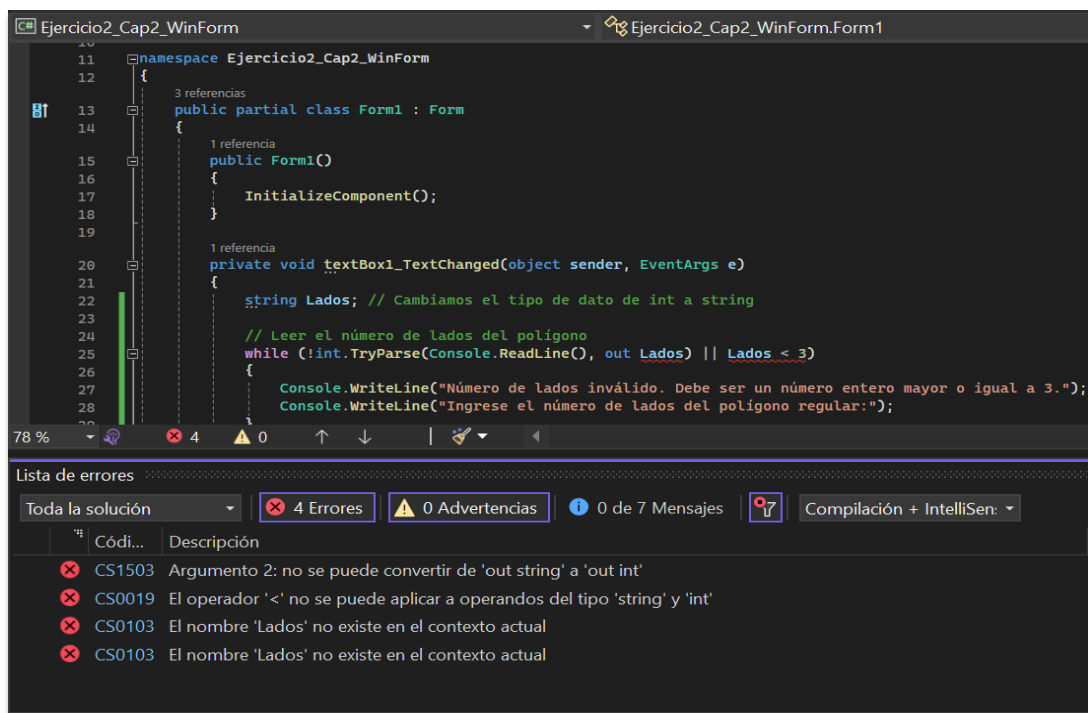 C# Ejercicio2_Cap2_WinForm Ejercicio2_Cap2_WinForm.Form1
10
11 namespace Ejercicio2_Cap2_WinForm
12 {
3 referencias
13 public partial class Form1 : Form
14 {
1 referencia
15 public Form1()
16 {
17 InitializeComponent();
18 }
19
1 referencia
20 private void textBox1_TextChanged(object sender, EventArgs e)
21 {
22 string Lados; // Cambiamos el tipo de dato de int a string
23
24 // Leer el número de lados del polígono
25 while (!int.TryParse(Console.ReadLine(), out Lados) || Lados < 3)
26 {
27 Console.WriteLine("Número de lados inválido. Debe ser un número entero mayor o igual a 3.");
28 Console.WriteLine("Ingrese el número de lados del polígono regular:");
29 }
78 % 4 0
Lista de errores
Toda la solución 4 Errores 0 Advertencias 0 de 7 Mensajes Compilación + IntelliSen:
Códi... Descripción
CS1503 Argumento 2: no se puede convertir de 'out string' a 'out int'
CS0019 El operador '<' no se puede aplicar a operandos del tipo 'string' y 'int'
CS0103 El nombre 'Lados' no existe en el contexto actual
CS0103 El nombre 'Lados' no existe en el contexto actual